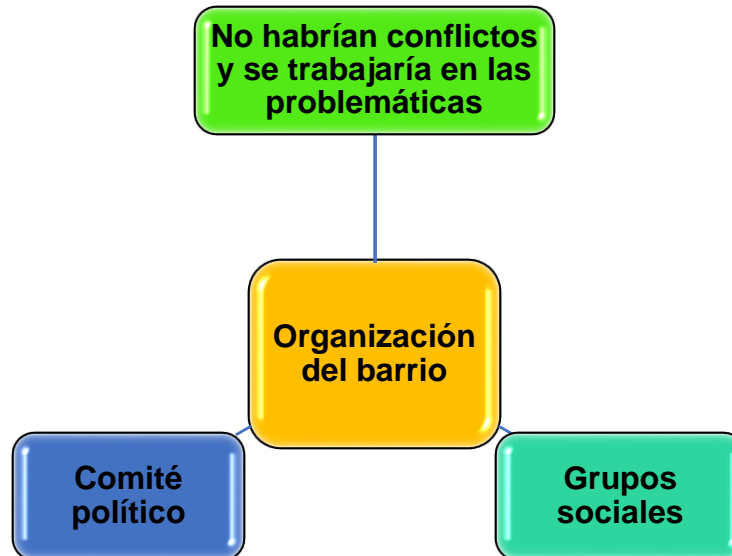 No habrían conflictos
y se trabajaría en las
problemáticas
Organización
del barrio
Comité
político
Grupos
sociales